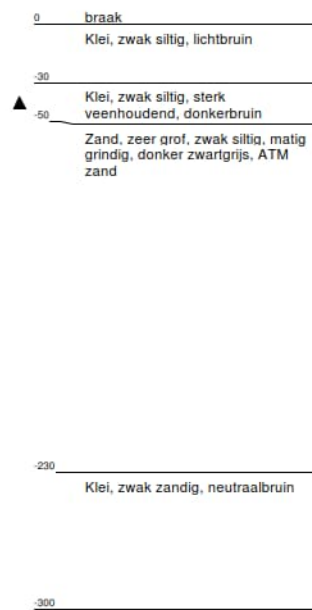 0 braak
Klei, zwak siltig, lichtbruin
-30
Klei, zwak siltig, sterk
veenhoudend, donkerbruin
-50
Zand, zeer grof, zwak siltig, matig
grindig, donker zwartgrijs, ATM
zand
-230
Klei, zwak zandig, neutraalbruin
-300